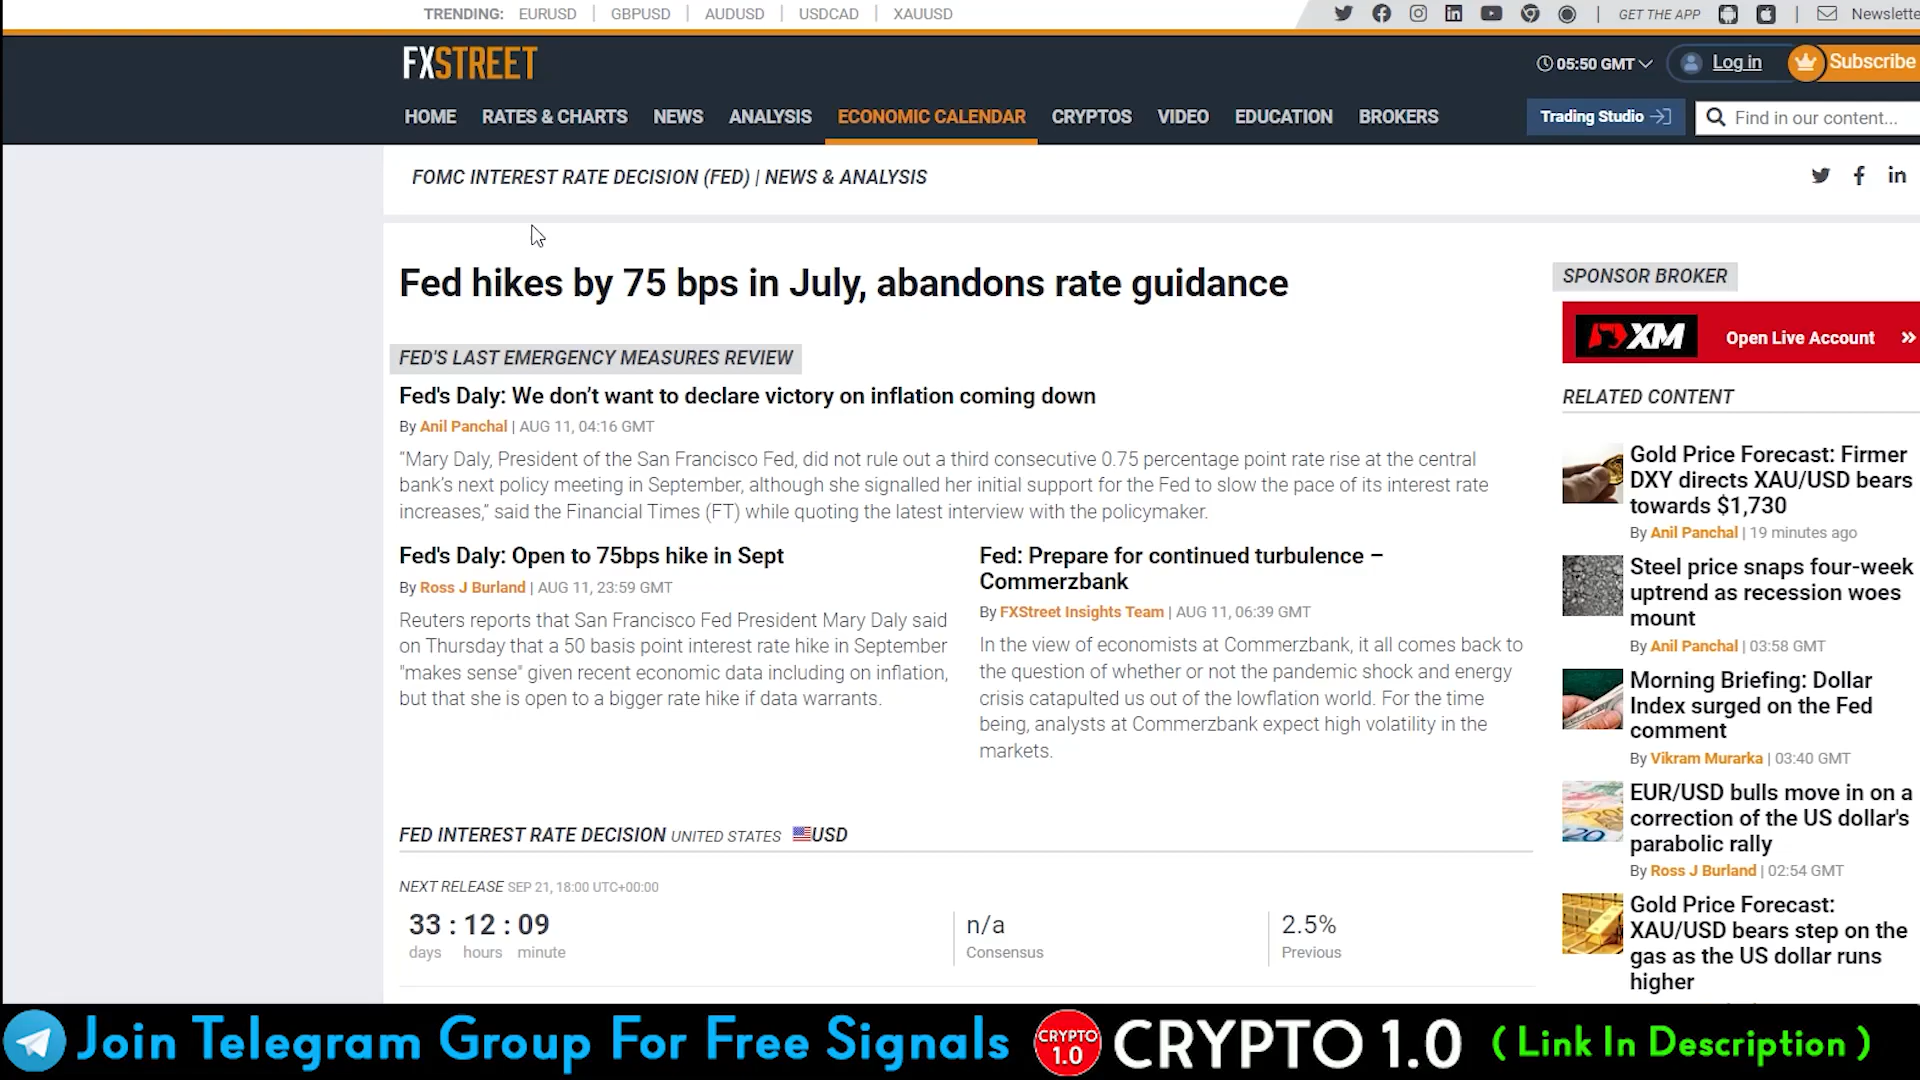 TRENDING: EURUSD | GBPUSD | AUDUSD | USDCAD | XAUUSD
| GET THE APP | Newslette
FXSTREET
05:50 GMT Log in Subscribe
HOME RATES & CHARTS NEWS ANALYSIS ECONOMIC CALENDAR CRYPTOS VIDEO EDUCATION BROKERS
Trading Studio Find in our content...
FOMC INTEREST RATE DECISION (FED) | NEWS & ANALYSIS
Fed hikes by 75 bps in July, abandons rate guidance
FED'S LAST EMERGENCY MEASURES REVIEW
Fed's Daly: We don’t want to declare victory on inflation coming down
By Anil Panchal | AUG 11, 04:16 GMT
“Mary Daly, President of the San Francisco Fed, did not rule out a third consecutive 0.75 percentage point rate rise at the central
bank’s next policy meeting in September, although she signalled her initial support for the Fed to slow the pace of its interest rate
increases,” said the Financial Times (FT) while quoting the latest interview with the policymaker.
Fed's Daly: Open to 75bps hike in Sept
By Ross J Burland | AUG 11, 23:59 GMT
Reuters reports that San Francisco Fed President Mary Daly said
on Thursday that a 50 basis point interest rate hike in September
"makes sense" given recent economic data including on inflation,
but that she is open to a bigger rate hike if data warrants.
Fed: Prepare for continued turbulence –
Commerzbank
By FXStreet Insights Team | AUG 11, 06:39 GMT
In the view of economists at Commerzbank, it all comes back to
the question of whether or not the pandemic shock and energy
crisis catapulted us out of the lowflation world. For the time
being, analysts at Commerzbank expect high volatility in the
markets.
FED INTEREST RATE DECISION UNITED STATES USD
NEXT RELEASE SEP 21, 18:00 UTC+00:00
33 : 12 : 09
days hours minute
n/a
Consensus
2.5%
Previous
SPONSOR BROKER
XM Open Live Account »
RELATED CONTENT
Gold Price Forecast: Firmer
DXY directs XAU/USD bears
towards $1,730
By Anil Panchal | 19 minutes ago
Steel price snaps four-week
uptrend as recession woes
mount
By Anil Panchal | 03:58 GMT
Morning Briefing: Dollar
Index surged on the Fed
comment
By Vikram Murarka | 03:40 GMT
EUR/USD bulls move in on a
correction of the US dollar's
parabolic rally
By Ross J Burland | 02:54 GMT
Gold Price Forecast:
XAU/USD bears step on the
gas as the US dollar runs
higher
Join Telegram Group For Free Signals CRYPTO 1.0 CRYPTO 1.0 ( Link In Description )